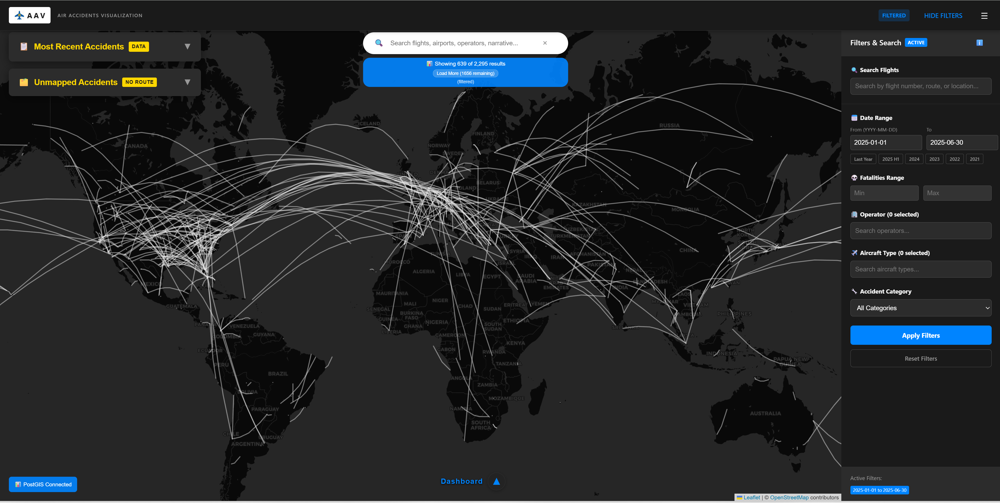 AAV
AIR ACCIDENTS VISUALIZATION
FILTERED
HIDE FILTERS
Most Recent Accidents DATA
Unmapped Accidents NO ROUTE
Search flights, airports, operators, narrative...
Showing 639 of 2,295 results
Load More (1656 remaining)
(filtered)
Filters & Search ACTIVE
Search Flights
Search by flight number, route, or location...
Date Range
From (YYYY-MM-DD) To
2025-01-01 2025-06-30
Last Year 2025 H1 2024 2023 2022 2021
Fatalities Range
Min Max
Operator (0 selected)
Search operators...
Aircraft Type (0 selected)
Search aircraft types...
Accident Category
All Categories
Apply Filters
Reset Filters
Active Filters:
2025-01-01 to 2025-06-30
ICELAND
RUSSIA
FINLAND
CANADA
NORWAY
SWEDEN
BELARUS
POLAND
UKRAINE
KAZAKHSTAN
MONGOLIA
UZBEKISTAN
TURKMENISTAN
NORTH
KOREA
TURKEY
SPAIN
TUNISIA
SYRIA
IRAQ
IRAN
AFGHANISTAN
CHINA
MOROCCO
ISRAEL
PAKISTAN
NEPAL
ALGERIA
LIBYA
EGYPT
SAUDI
ARABIA
UNITED
ARAB
EMIRATES
BANGLADESH
INDIA
TAIWAN
MEXICO
CUBA
MAURITANIA
MALI
NIGER
CHAD
SUDAN
ERITREA
YEMEN
LAOS
MYANMAR
VIETNAM
GUATEMALA
SENEGAL
BURKINA
FASO
GUINEA
NIGERIA
ETHIOPIA
CAMBODIA
PHILIPPINES
PANAMA
VENEZUELA
GHANA
SOUTH
SUDAN
SRI LANKA
LIBERIA
GUYANA
COLOMBIA
CAMEROON
MALAYSIA
KENYA
ECUADOR
GABON
RWANDA
INDONESIA
PAPUA NEW
GUINEA
PERU
TANZANIA
BRAZIL
ANGOLA
ZAMBIA
BOLIVIA
MOZAMBIQUE
PARAGUAY
NAMIBIA
AUSTRALIA
SOUTH
AFRICA
CHILE
URUGUAY
ARGENTINA
PostGIS Connected
Dashboard
Leaflet | © OpenStreetMap contributors